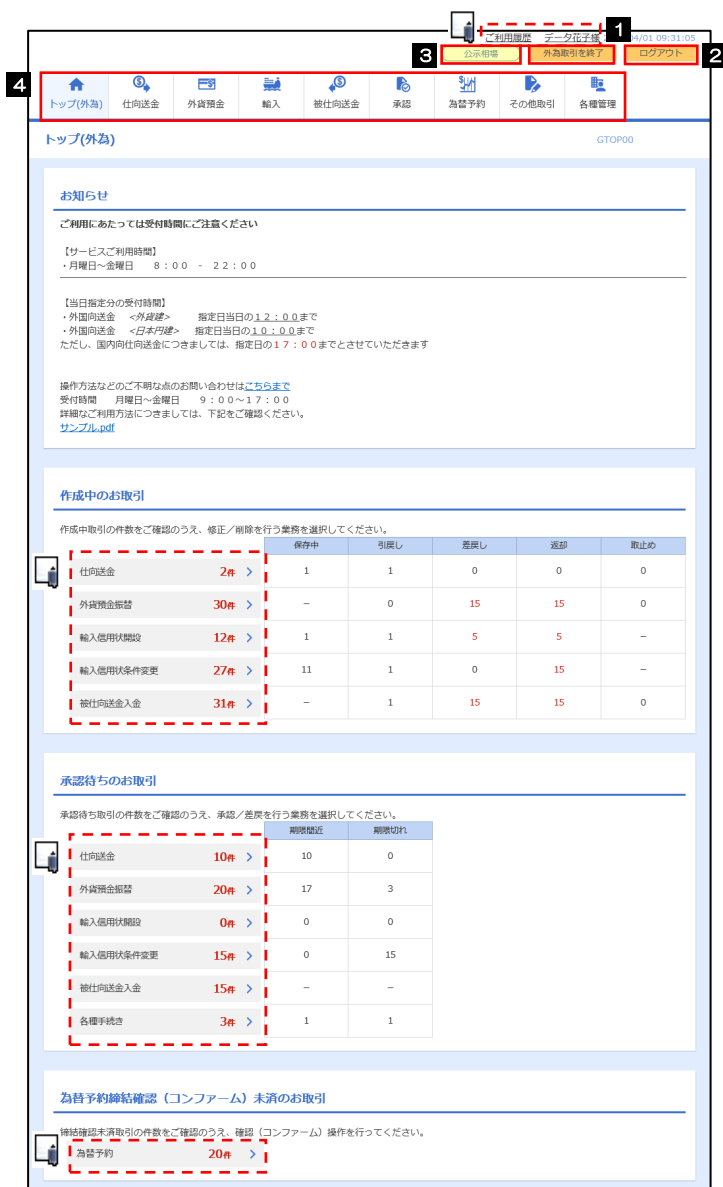 1
ご利用履歴 データ花子様 04/01 09:31:05
3 公示相場 外為取引を終了 ログアウト 2
4
トップ(外為) 仕向送金 外貨預金 輸入 被仕向送金 承認 為替予約 その他取引 各種管理
トップ(外為) GTOP00
お知らせ
ご利用にあたっては受付時間にご注意ください
【サービスご利用時間】
・月曜日～金曜日 8:00 - 22:00
【当日指定分の受付時間】
・外国向送金 <外貨建> 指定日当日の12:00まで
・外国向送金 <日本円建> 指定日当日の10:00まで
ただし、国内向仕向送金につきましては、指定日の17:00までとさせていただきます
操作方法などのご不明な点のお問い合わせはこちらまで
受付時間 月曜日～金曜日 9:00～17:00
詳細なご利用方法につきましては、下記をご確認ください。
サンプル.pdf
作成中のお取引
作成中取引の件数をご確認のうえ、修正／削除を行う業務を選択してください。
保存中 引戻し 差戻し 返却 取止め
仕向送金 2件 1 1 0 0 0
外貨預金振替 30件 － 0 15 15 0
輸入信用状開設 12件 1 1 5 5 －
輸入信用状条件変更 27件 11 1 0 15 －
被仕向送金入金 31件 － 1 15 15 0
承認待ちのお取引
承認待ち取引の件数をご確認のうえ、承認／差戻を行う業務を選択してください。
期限間近 期限切れ
仕向送金 10件 10 0
外貨預金振替 20件 17 3
輸入信用状開設 0件 0 0
輸入信用状条件変更 15件 0 15
被仕向送金入金 15件 － －
各種手続き 3件 1 1
為替予約締結確認（コンファーム）未済のお取引
締結確認未済取引の件数をご確認のうえ、確認（コンファーム）操作を行ってください。
為替予約 20件